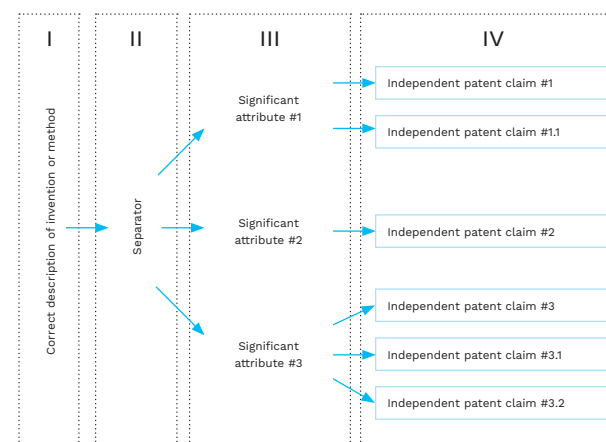 I
II
III
IV
Correct description of invention or method
Separator
Significant
attribute #1
Significant
attribute #2
Significant
attribute #3
Independent patent claim #1
Independent patent claim #1.1
Independent patent claim #2
Independent patent claim #3
Independent patent claim #3.1
Independent patent claim #3.2